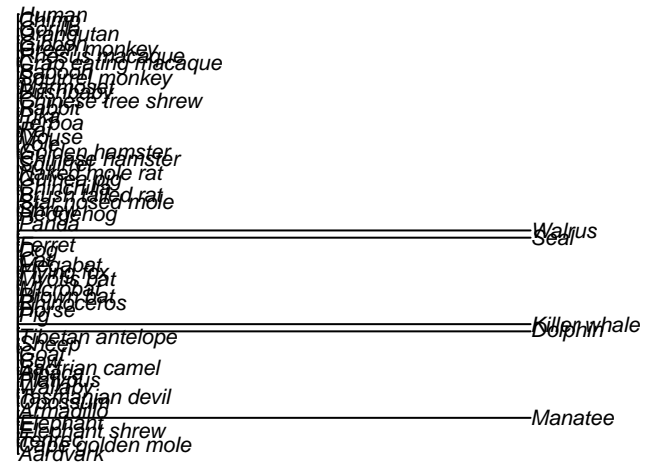 Human
Chimp
Gorilla
Orangutan
Gibbon
Green monkey
Rhesus macaque
Crab eating macaque
Baboon
Squirrel monkey
Marmoset
Bushbaby
Chinese tree shrew
Rabbit
Pika
Jerboa
Rat
Mouse
Vole
Golden hamster
Chinese hamster
Squirrel
Naked mole rat
Guinea pig
Chinchilla
Brush tailed rat
Star nosed mole
Shrew
Hedgehog
Panda
Walrus
Seal
Ferret
Dog
Cat
Megabat
Flying fox
Myotis bat
Microbat
Brown bat
Rhinoceros
Horse
Pig
Killer whale
Dolphin
Tibetan antelope
Sheep
Goat
Cow
Bactrian camel
Alpaca
Platypus
Wallaby
Tasmanian devil
Opossum
Armadillo
Manatee
Elephant
Elephant shrew
Tenrec
Cape golden mole
Aardvark